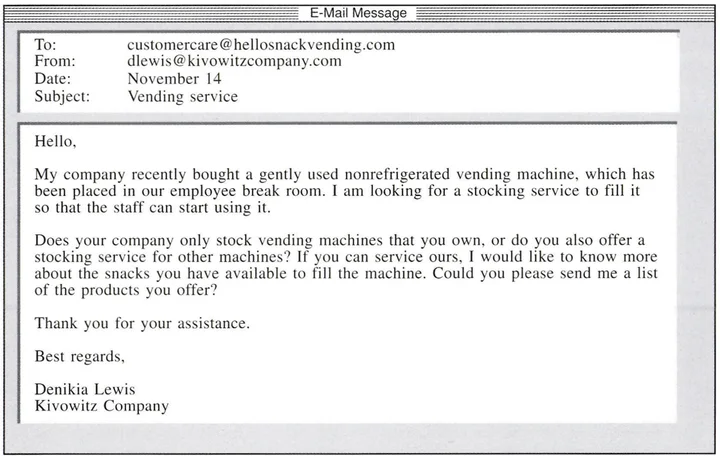 E-Mail Message
To: customercare@hellosnackvending.com
From: dlewis@kivowitzcompany.com
Date: November 14
Subject: Vending service
Hello,
My company recently bought a gently used nonrefrigerated vending machine, which has
been placed in our employee break room. I am looking for a stocking service to fill it
so that the staff can start using it.
Does your company only stock vending machines that you own, or do you also offer a
stocking service for other machines? If you can service ours, I would like to know more
about the snacks you have available to fill the machine. Could you please send me a list
of the products you offer?
Thank you for your assistance.
Best regards,
Denikia Lewis
Kivowitz Company